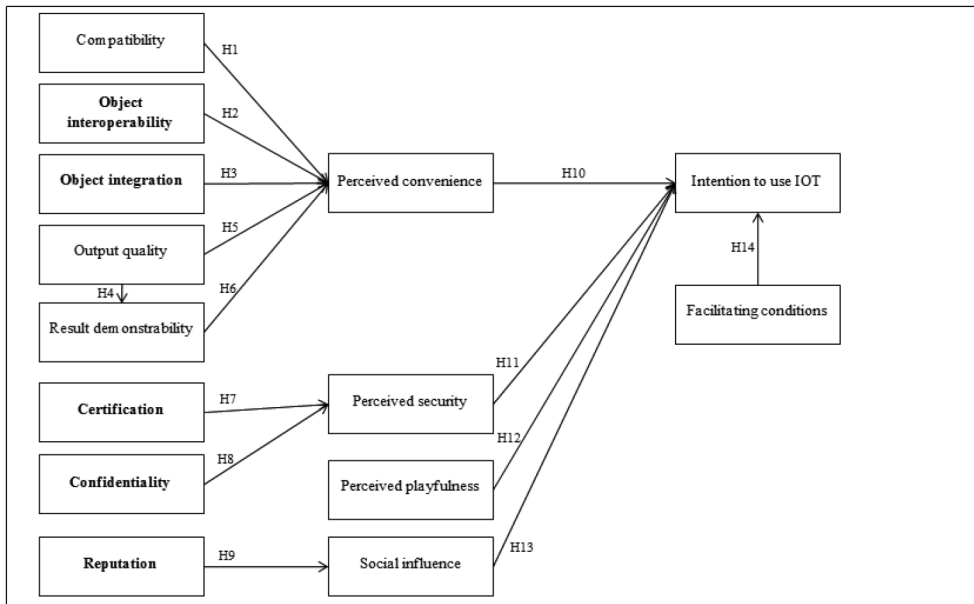 Compatibility
H1
Object
interoperability
H2
Object integration
H3
Perceived convenience
H10
Intention to use IOT
Output quality
H5
H14
H4
H6
Result demonstrability
Facilitating conditions
H11
Certification
H7
Perceived security
H12
Confidentiality
H8
Perceived playfulness
H13
Reputation
H9
Social influence